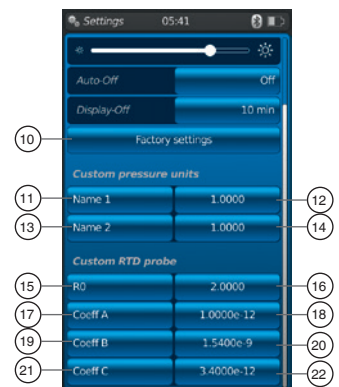 Settings 05:41
Auto-Off Off
Display-Off 10 min
10 Factory settings
Custom pressure units
11 Name 1 1.0000 12
13 Name 2 1.0000 14
Custom RTD probe
15 R0 2.0000 16
17 Coeff A 1.0000e-12 18
19 Coeff B 1.5400e-9 20
21 Coeff C 3.4000e-12 22